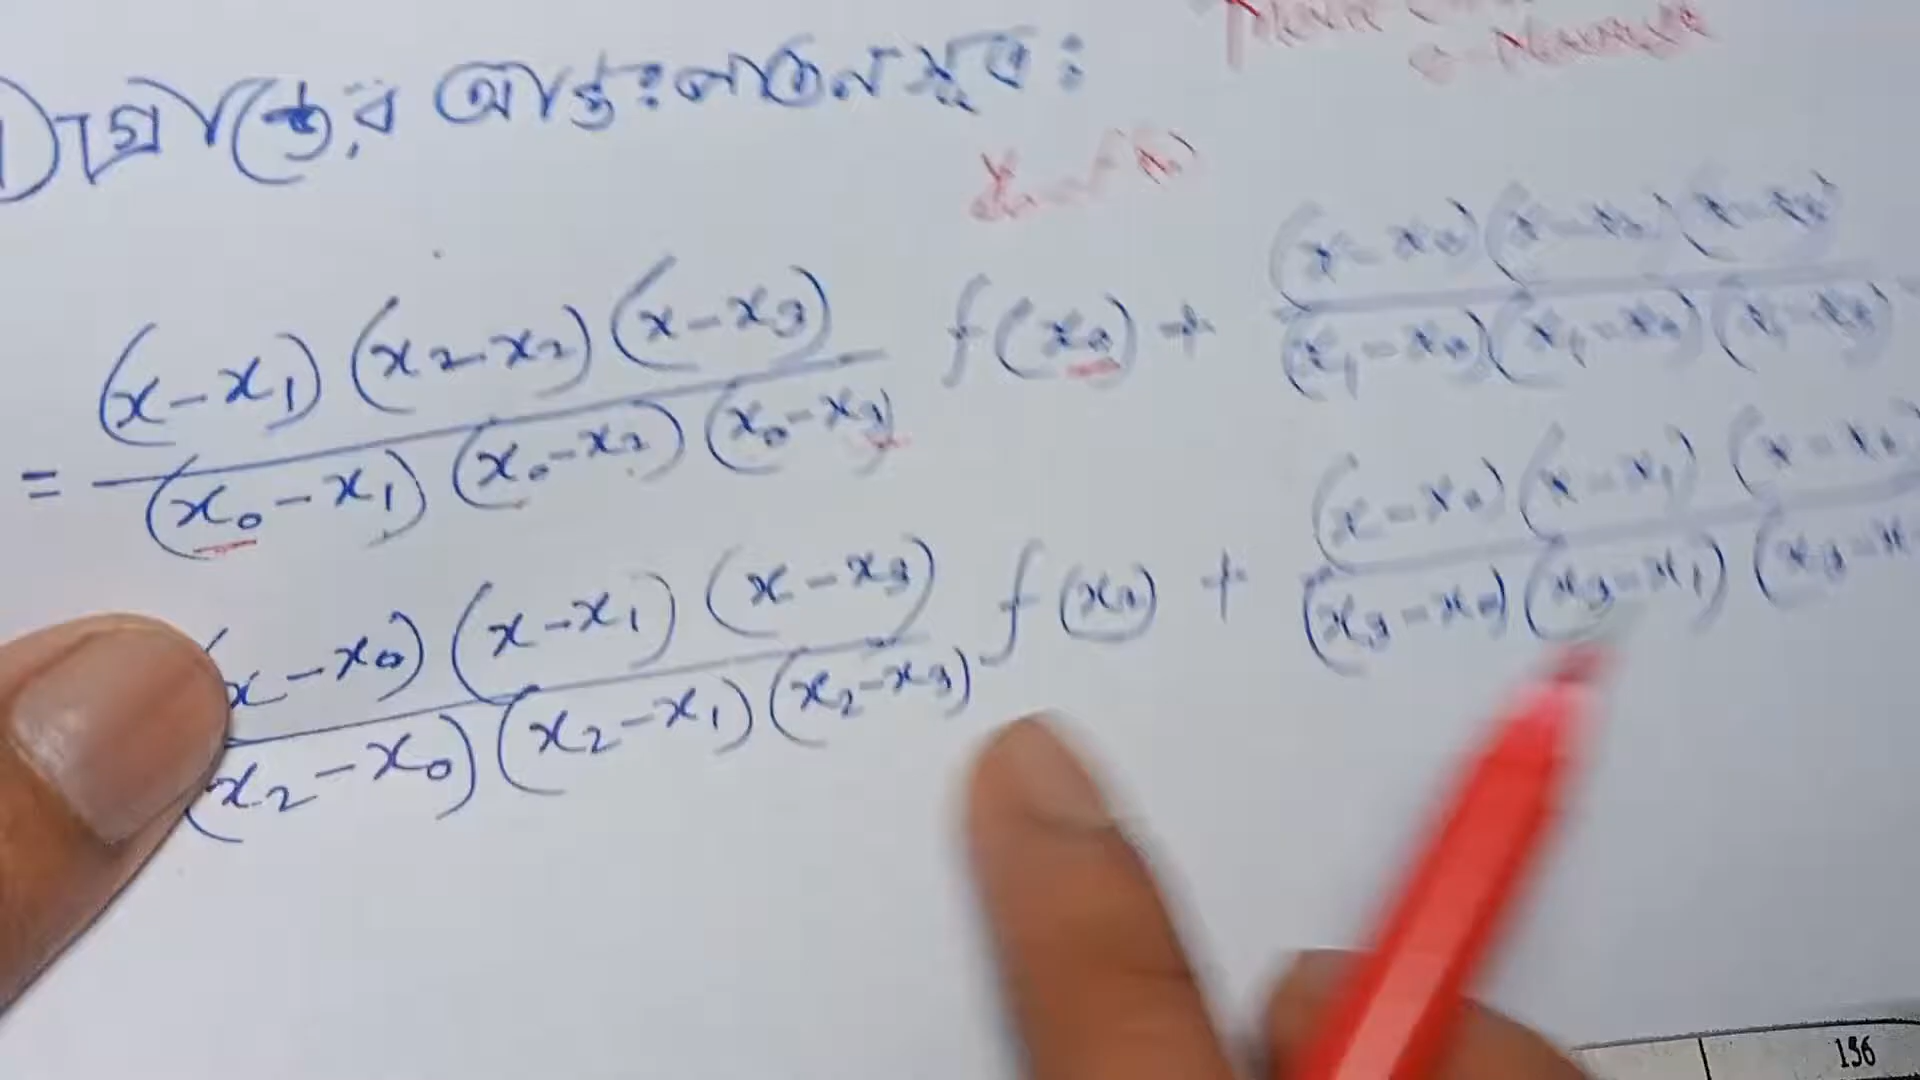 1) গ্রেঞ্জের আন্তঃপাতন সূত্র :
= (x-x₁) (x₂-x₂) (x-x₃) / (x₀-x₁) (x₀-x₂) (x₀-x₃) f(x₀) + (x-x₀) (x-x₂) (x-x₃) / (x₁-x₀) (x₁-x₂) (x₁-x₃)
(x-x₀) (x-x₁) (x-x₃) / (x₂-x₀) (x₂-x₁) (x₂-x₃) f(x₂) + (x-x₀) (x-x₁) (x-x₂ / (x₃-x₀) (x₃-x₁) (x₃-x
156